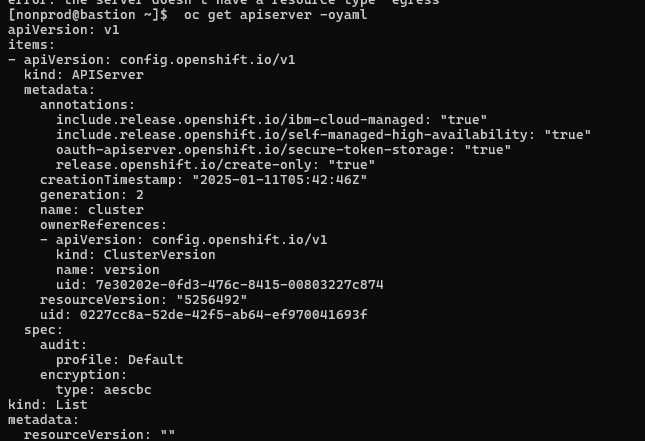 error: the server doesn't have a resource type "egress"
[nonprod@bastion ~]$  oc get apiserver -oyaml
apiVersion: v1
items:
- apiVersion: config.openshift.io/v1
  kind: APIServer
  metadata:
    annotations:
      include.release.openshift.io/ibm-cloud-managed: "true"
      include.release.openshift.io/self-managed-high-availability: "true"
      oauth-apiserver.openshift.io/secure-token-storage: "true"
      release.openshift.io/create-only: "true"
    creationTimestamp: "2025-01-11T05:42:46Z"
    generation: 2
    name: cluster
    ownerReferences:
    - apiVersion: config.openshift.io/v1
      kind: ClusterVersion
      name: version
      uid: 7e30202e-0fd3-476c-8415-00803227c874
    resourceVersion: "5256492"
    uid: 0227cc8a-52de-42f5-ab64-ef970041693f
  spec:
    audit:
      profile: Default
    encryption:
      type: aescbc
kind: List
metadata:
  resourceVersion: ""